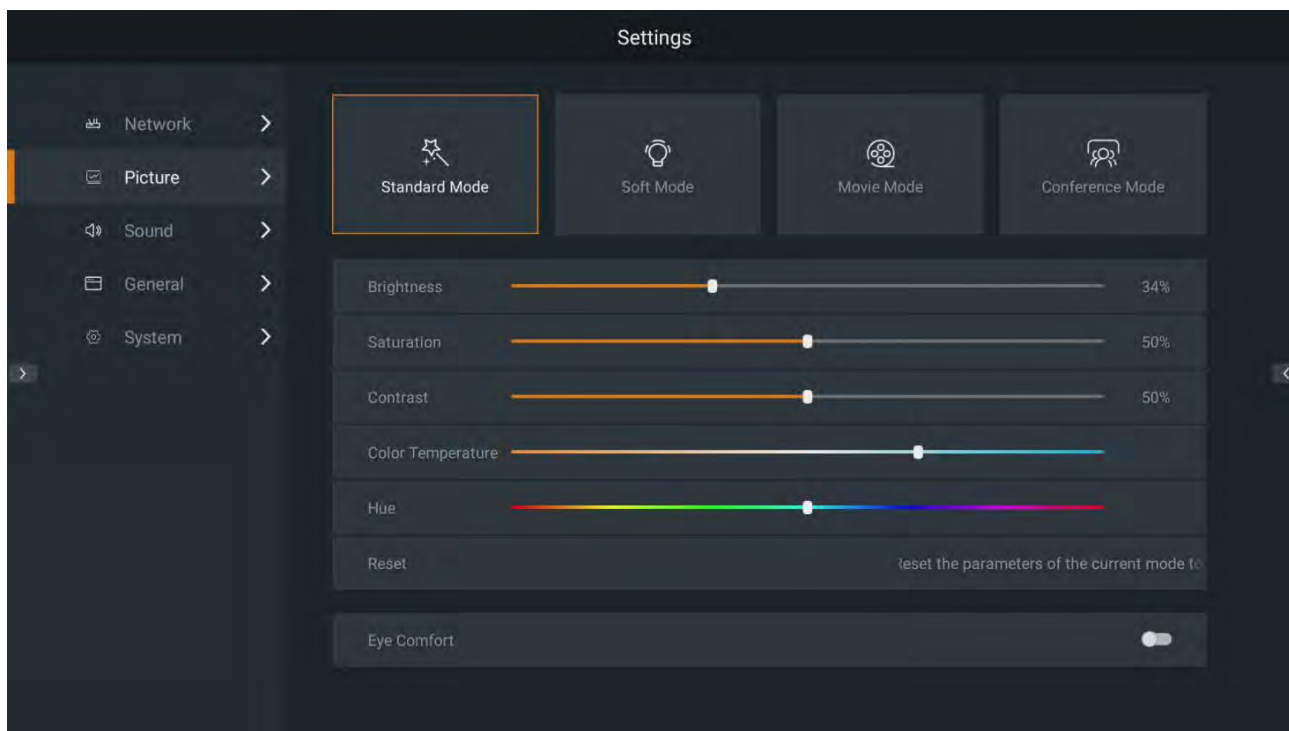 Settings
Network
Picture
Sound
General
System
Standard Mode
Soft Mode
Movie Mode
Conference Mode
Brightness 34%
Saturation 50%
Contrast 50%
Color Temperature
Hue
Reset the parameters of the current mode
Eye Comfort